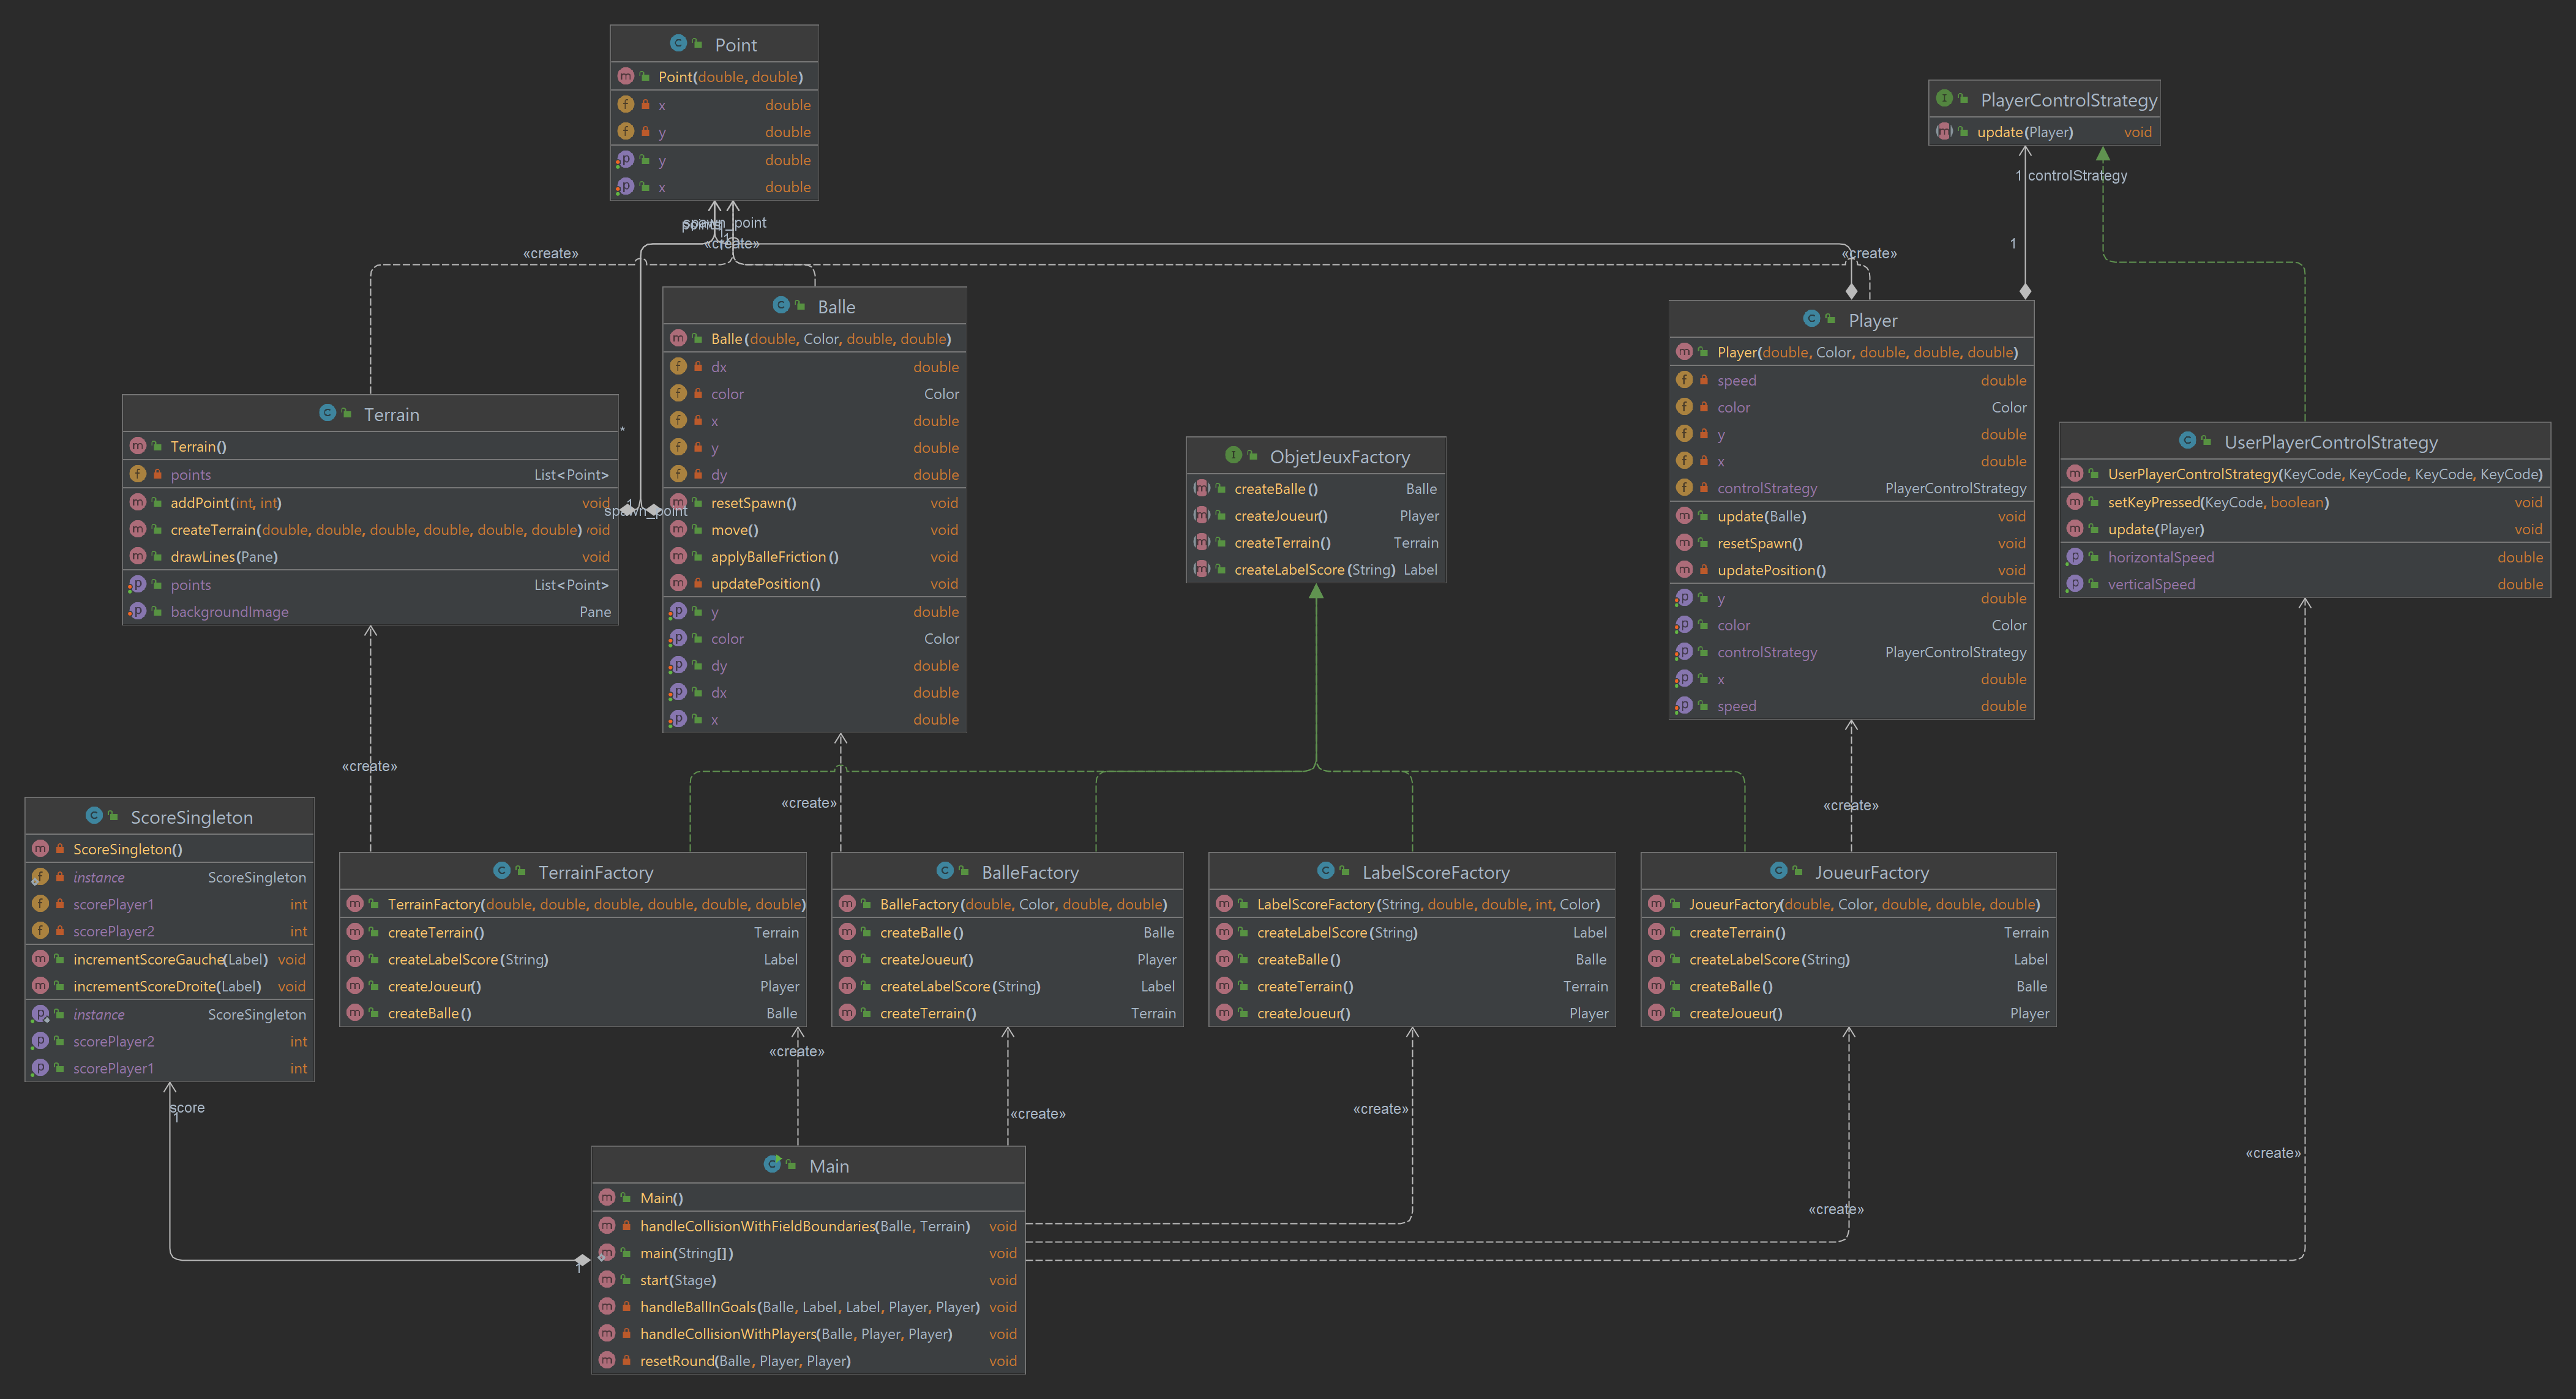 Point
Point(double, double)
x double
y double
y double
x double
PlayerControlStrategy
update(Player) void
1 controlStrategy
1
spawn_point
points
1
«create»
«create»
«create»
Balle
Balle(double, Color, double, double)
dx double
color Color
x double
y double
dy double
resetSpawn() void
move() void
applyBalleFriction() void
updatePosition() void
y double
color Color
dy double
dx double
x double
Player
Player(double, Color, double, double, double)
speed double
color Color
y double
x double
controlStrategy PlayerControlStrategy
update(Balle) void
resetSpawn() void
updatePosition() void
y double
color Color
controlStrategy PlayerControlStrategy
x double
speed double
Terrain
Terrain()
points List<Point>
addPoint(int, int) void
createTerrain(double, double, double, double, double, double) void
drawLines(Pane) void
points List<Point>
backgroundImage Pane
*
1
spawn_point
ObjetJeuxFactory
createBalle() Balle
createJoueur() Player
createTerrain() Terrain
createLabelScore(String) Label
UserPlayerControlStrategy
UserPlayerControlStrategy(KeyCode, KeyCode, KeyCode, KeyCode)
setKeyPressed(KeyCode, boolean) void
update(Player) void
horizontalSpeed double
verticalSpeed double
«create»
«create»
«create»
ScoreSingleton
ScoreSingleton()
instance ScoreSingleton
scorePlayer1 int
scorePlayer2 int
incrementScoreGauche(Label) void
incrementScoreDroite(Label) void
instance ScoreSingleton
scorePlayer2 int
scorePlayer1 int
TerrainFactory
TerrainFactory(double, double, double, double, double, double)
createTerrain() Terrain
createLabelScore(String) Label
createJoueur() Player
createBalle() Balle
BalleFactory
BalleFactory(double, Color, double, double)
createBalle() Balle
createJoueur() Player
createLabelScore(String) Label
createTerrain() Terrain
LabelScoreFactory
LabelScoreFactory(String, double, double, int, Color)
createLabelScore(String) Label
createBalle() Balle
createTerrain() Terrain
createJoueur() Player
JoueurFactory
JoueurFactory(double, Color, double, double, double)
createTerrain() Terrain
createLabelScore(String) Label
createBalle() Balle
createJoueur() Player
«create»
score
1
«create»
«create»
«create»
«create»
Main
Main()
handleCollisionWithFieldBoundaries(Balle, Terrain) void
main(String[]) void
start(Stage) void
handleBallInGoals(Balle, Label, Label, Player, Player) void
handleCollisionWithPlayers(Balle, Player, Player) void
resetRound(Balle, Player, Player) void
1